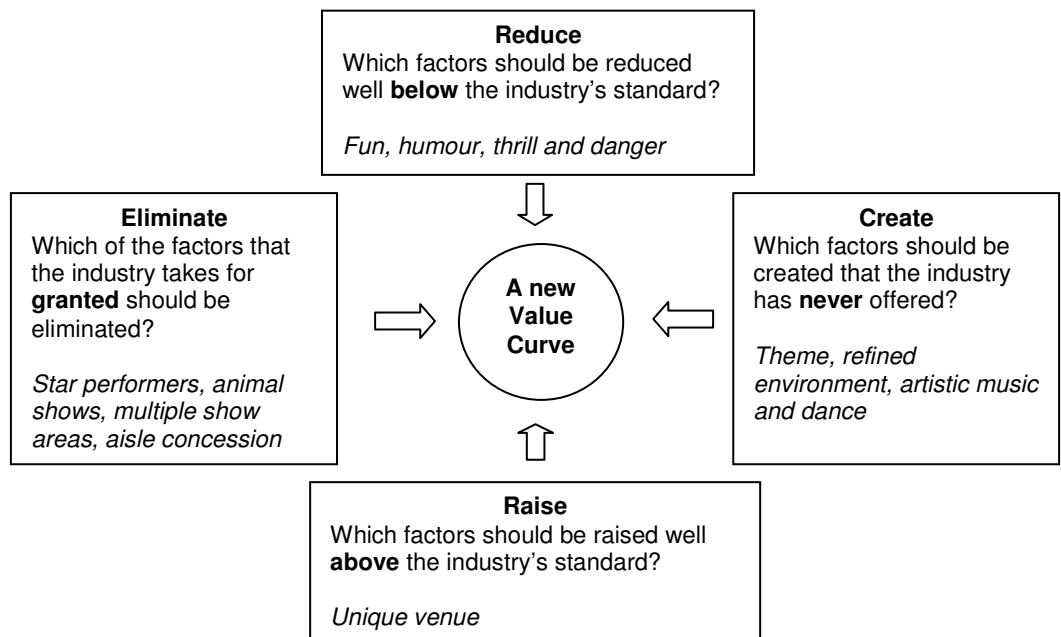 Reduce
Which factors should be reduced
well below the industry's standard?
Fun, humour, thrill and danger
Eliminate
Which of the factors that
the industry takes for
granted should be
eliminated?
Star performers, animal
shows, multiple show
areas, aisle concession
A new
Value
Curve
Create
Which factors should be
created that the industry
has never offered?
Theme, refined
environment, artistic music
and dance
Raise
Which factors should be raised well
above the industry's standard?
Unique venue